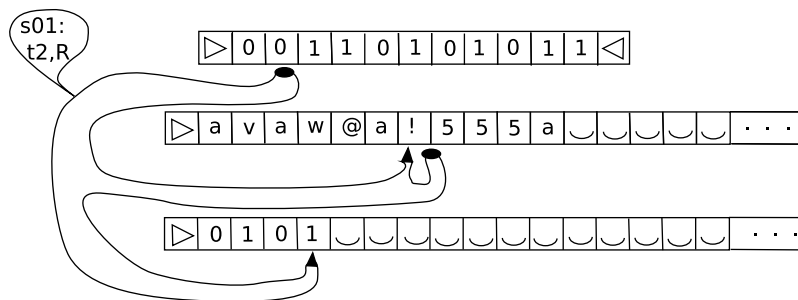 s01:
t2,R
▷ 0 0 1 1 0 1 0 1 0 1 1 ◁
▷ a v a w @ a ! 5 5 5 a ⌣ ⌣ ⌣ ⌣ ⌣ . . .
▷ 0 1 0 1 ⌣ ⌣ ⌣ ⌣ ⌣ ⌣ ⌣ ⌣ ⌣ ⌣ ⌣ ⌣ . . .